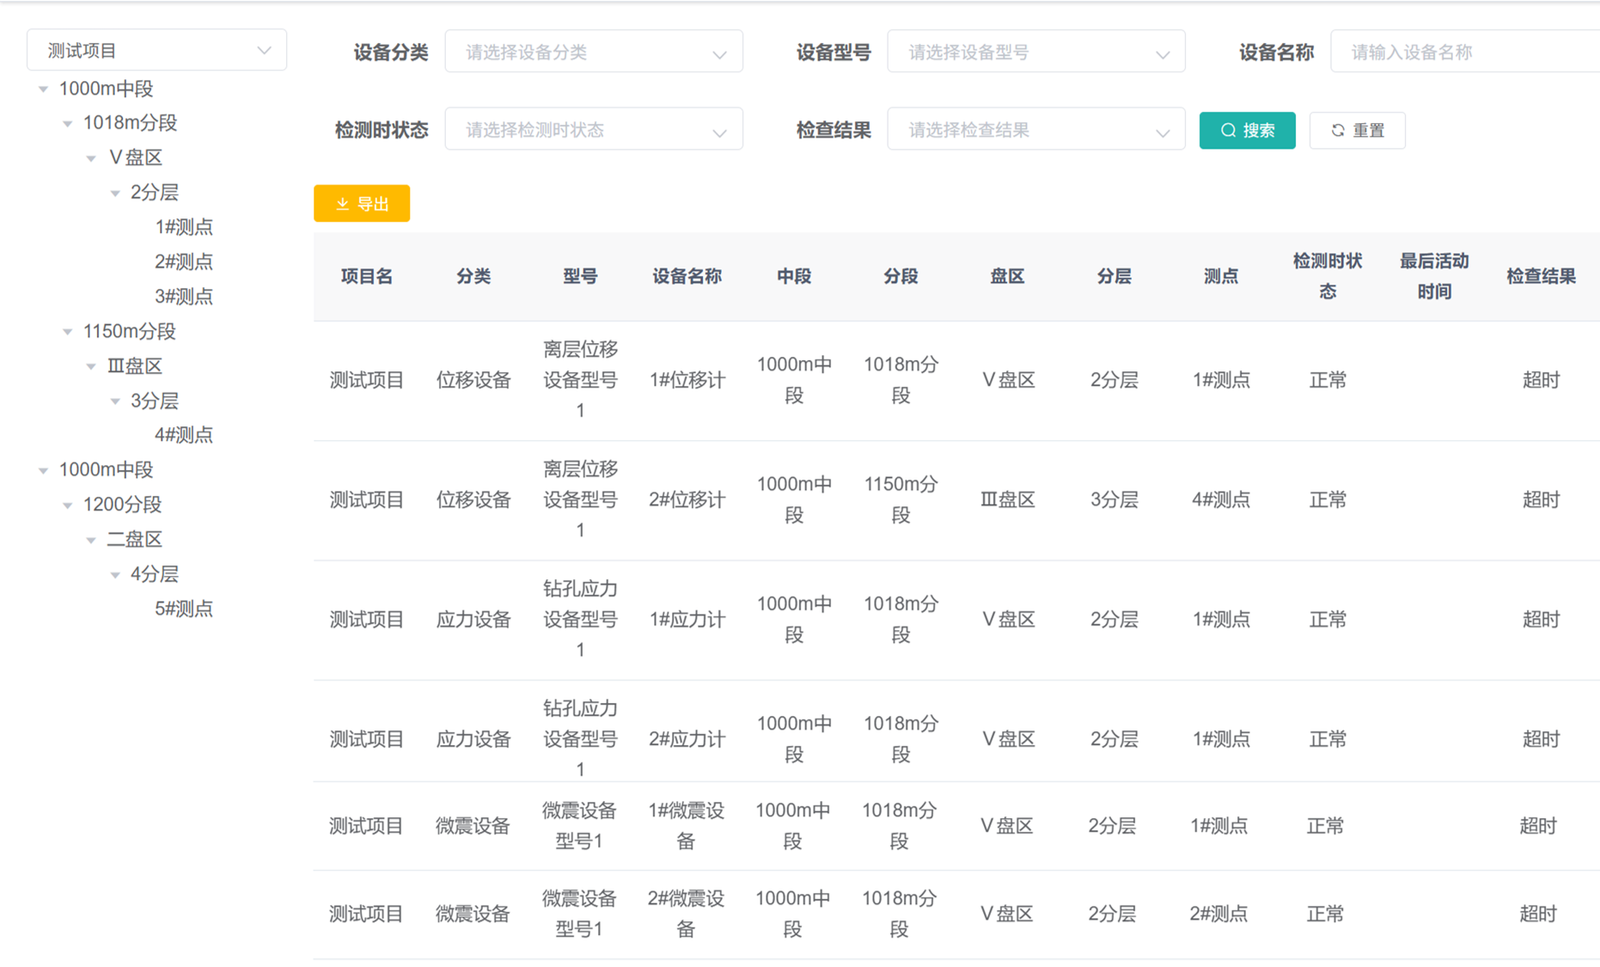 测试项目
设备分类 请选择设备分类 设备型号 请选择设备型号 设备名称 请输入设备名称
检测时状态 请选择检测时状态 检查结果 请选择检查结果 搜索 重置
1000m中段
1018m分段
Ⅴ盘区
2分层
1#测点
2#测点
3#测点
1150m分段
Ⅲ盘区
3分层
4#测点
1000m中段
1200分段
二盘区
4分层
5#测点
导出
项目名 分类 型号 设备名称 中段 分段 盘区 分层 测点 检测时状态 最后活动时间 检查结果
测试项目 位移设备 离层位移设备型号1 1#位移计 1000m中段 1018m分段 Ⅴ盘区 2分层 1#测点 正常 超时
测试项目 位移设备 离层位移设备型号1 2#位移计 1000m中段 1150m分段 Ⅲ盘区 3分层 4#测点 正常 超时
测试项目 应力设备 钻孔应力设备型号1 1#应力计 1000m中段 1018m分段 Ⅴ盘区 2分层 1#测点 正常 超时
测试项目 应力设备 钻孔应力设备型号1 2#应力计 1000m中段 1018m分段 Ⅴ盘区 2分层 1#测点 正常 超时
测试项目 微震设备 微震设备型号1 1#微震设备 1000m中段 1018m分段 Ⅴ盘区 2分层 1#测点 正常 超时
测试项目 微震设备 微震设备型号1 2#微震设备 1000m中段 1018m分段 Ⅴ盘区 2分层 2#测点 正常 超时